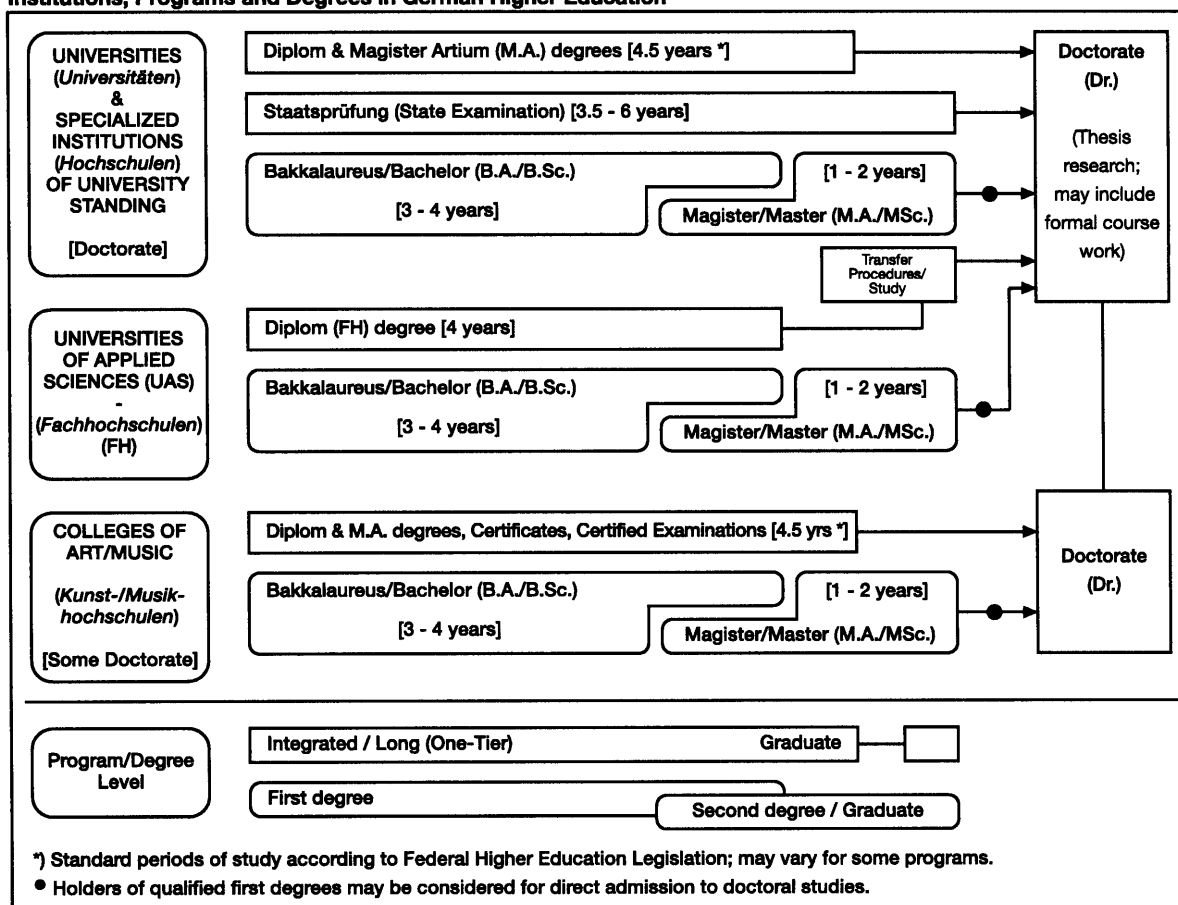 Institutions, Programs and Degrees in German Higher Education
UNIVERSITIES
(Universitäten)
&
SPECIALIZED
INSTITUTIONS
(Hochschulen)
OF UNIVERSITY
STANDING
[Doctorate]
Diplom & Magister Artium (M.A.) degrees [4.5 years *]
Staatsprüfung (State Examination) [3.5 - 6 years]
Bakkalaureus/Bachelor (B.A./B.Sc.)
[3 - 4 years]
[1 - 2 years]
Magister/Master (M.A./MSc.)
Transfer
Procedures/
Study
Doctorate
(Dr.)
(Thesis
research;
may include
formal course
work)
UNIVERSITIES
OF APPLIED
SCIENCES (UAS)
-
(Fachhochschulen)
(FH)
Diplom (FH) degree [4 years]
Bakkalaureus/Bachelor (B.A./B.Sc.)
[3 - 4 years]
[1 - 2 years]
Magister/Master (M.A./MSc.)
COLLEGES OF
ART/MUSIC
(Kunst-/Musik-
hochschulen)
[Some Doctorate]
Diplom & M.A. degrees, Certificates, Certified Examinations [4.5 yrs *]
Bakkalaureus/Bachelor (B.A./B.Sc.)
[3 - 4 years]
[1 - 2 years]
Magister/Master (M.A./MSc.)
Doctorate
(Dr.)
Program/Degree
Level
Integrated / Long (One-Tier) Graduate
First degree
Second degree / Graduate
*) Standard periods of study according to Federal Higher Education Legislation; may vary for some programs.
● Holders of qualified first degrees may be considered for direct admission to doctoral studies.